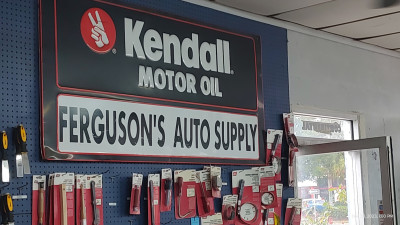 Kendall
MOTOR OIL
FERGUSON'S AUTO SUPPLY